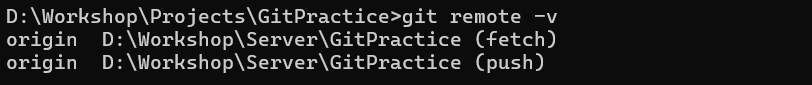 D:\Workshop\Projects\GitPractice>git remote -v
origin  D:\Workshop\Server\GitPractice (fetch)
origin  D:\Workshop\Server\GitPractice (push)